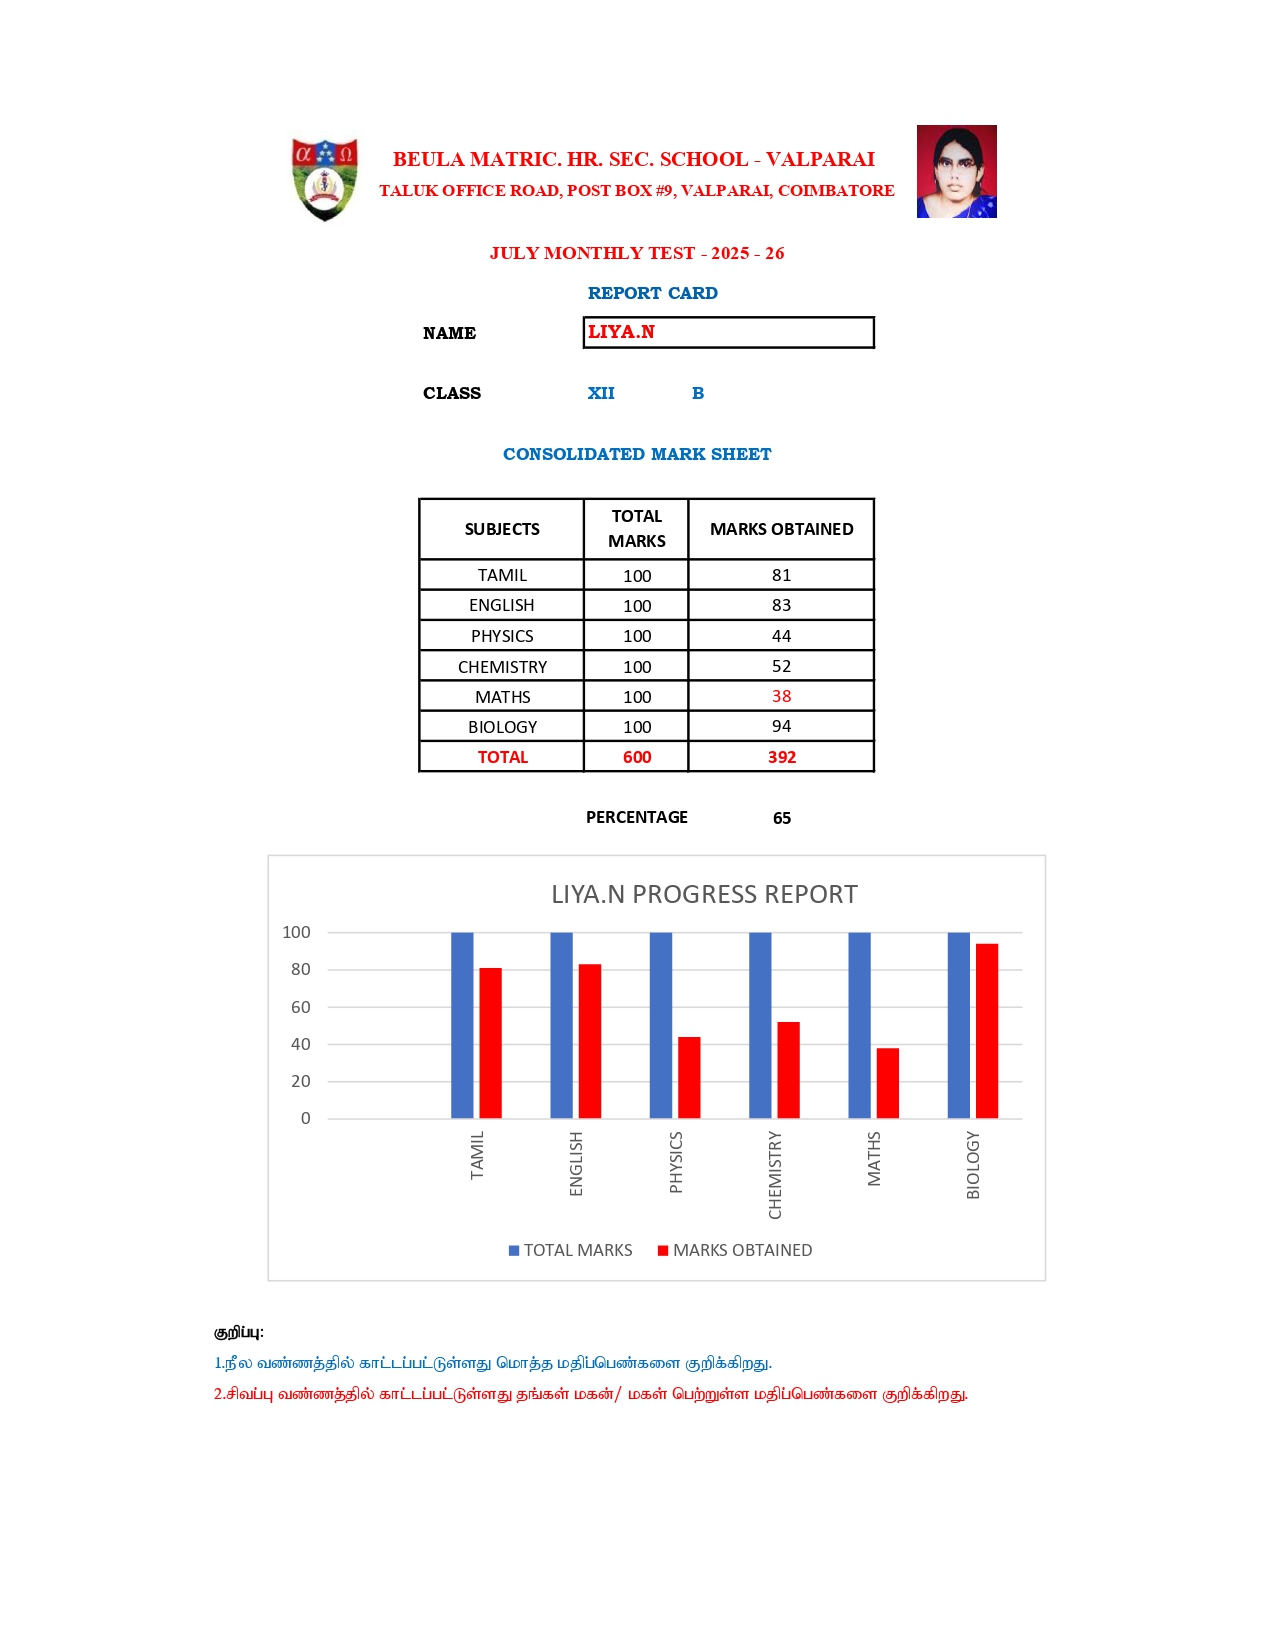 α Ω
BEULA MATRIC. HR. SEC. SCHOOL - VALPARAI
TALUK OFFICE ROAD, POST BOX #9, VALPARAI, COIMBATORE
JULY MONTHLY TEST - 2025 - 26
REPORT CARD
NAME LIYA.N
CLASS XII B
CONSOLIDATED MARK SHEET
SUBJECTS TOTAL MARKS MARKS OBTAINED
TAMIL 100 81
ENGLISH 100 83
PHYSICS 100 44
CHEMISTRY 100 52
MATHS 100 38
BIOLOGY 100 94
TOTAL 600 392
PERCENTAGE 65
LIYA.N PROGRESS REPORT
100
80
60
40
20
0
TAMIL ENGLISH PHYSICS CHEMISTRY MATHS BIOLOGY
TOTAL MARKS MARKS OBTAINED
குறிப்பு:
1.நீல வண்ணத்தில் காட்டப்பட்டுள்ளது மொத்த மதிப்பெண்களை குறிக்கிறது.
2.சிவப்பு வண்ணத்தில் காட்டப்பட்டுள்ளது தங்கள் மகன்/ மகள் பெற்றுள்ள மதிப்பெண்களை குறிக்கிறது.